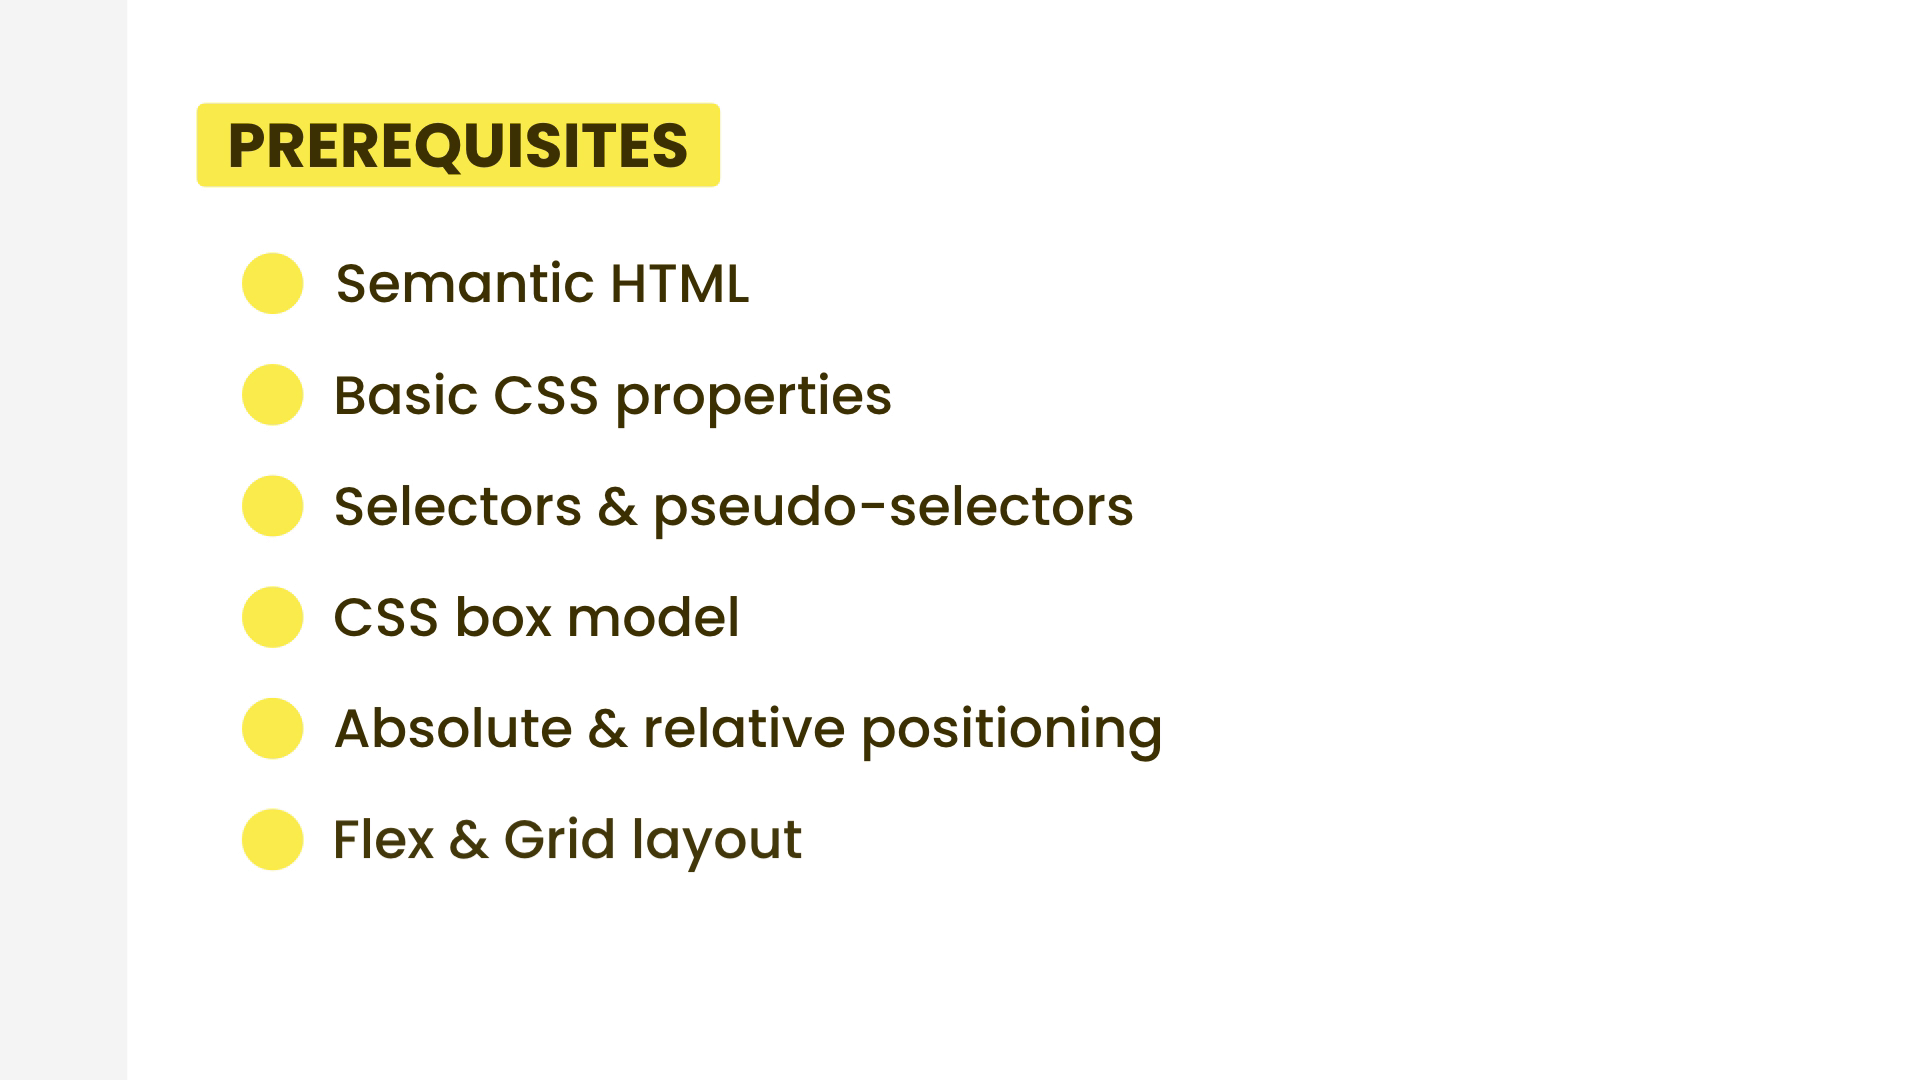 PREREQUISITES
Semantic HTML
Basic CSS properties
Selectors & pseudo-selectors
CSS box model
Absolute & relative positioning
Flex & Grid layout